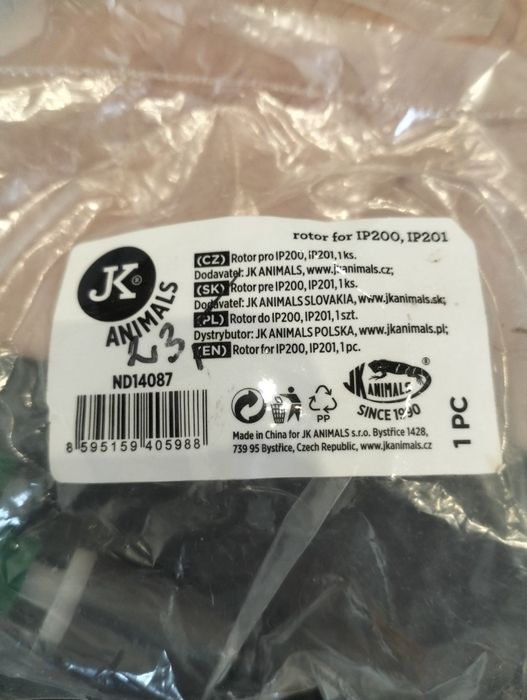 rotor for IP200, IP201
JK®
ANIMALS
(CZ) Rotor pro IP200, IP201, 1 ks.
Dodavatel: JK ANIMALS, www.jkanimals.cz;
(SK) Rotor pre IP200, IP201, 1 ks.
Dodávateľ: JK ANIMALS SLOVAKIA, www.jkanimals.sk;
(PL) Rotor do IP200, IP201, 1 szt.
Dystrybutor: JK ANIMALS POLSKA, www.jkanimals.pl;
(EN) Rotor for IP200, IP201, 1 pc.
ND14087
8 595159 405988
PP
JK ANIMALS ®
SINCE 1990
1 PC
Made in China for JK ANIMALS s.r.o. Bystřice 1428,
739 95 Bystřice, Czech Republic, www.jkanimals.cz